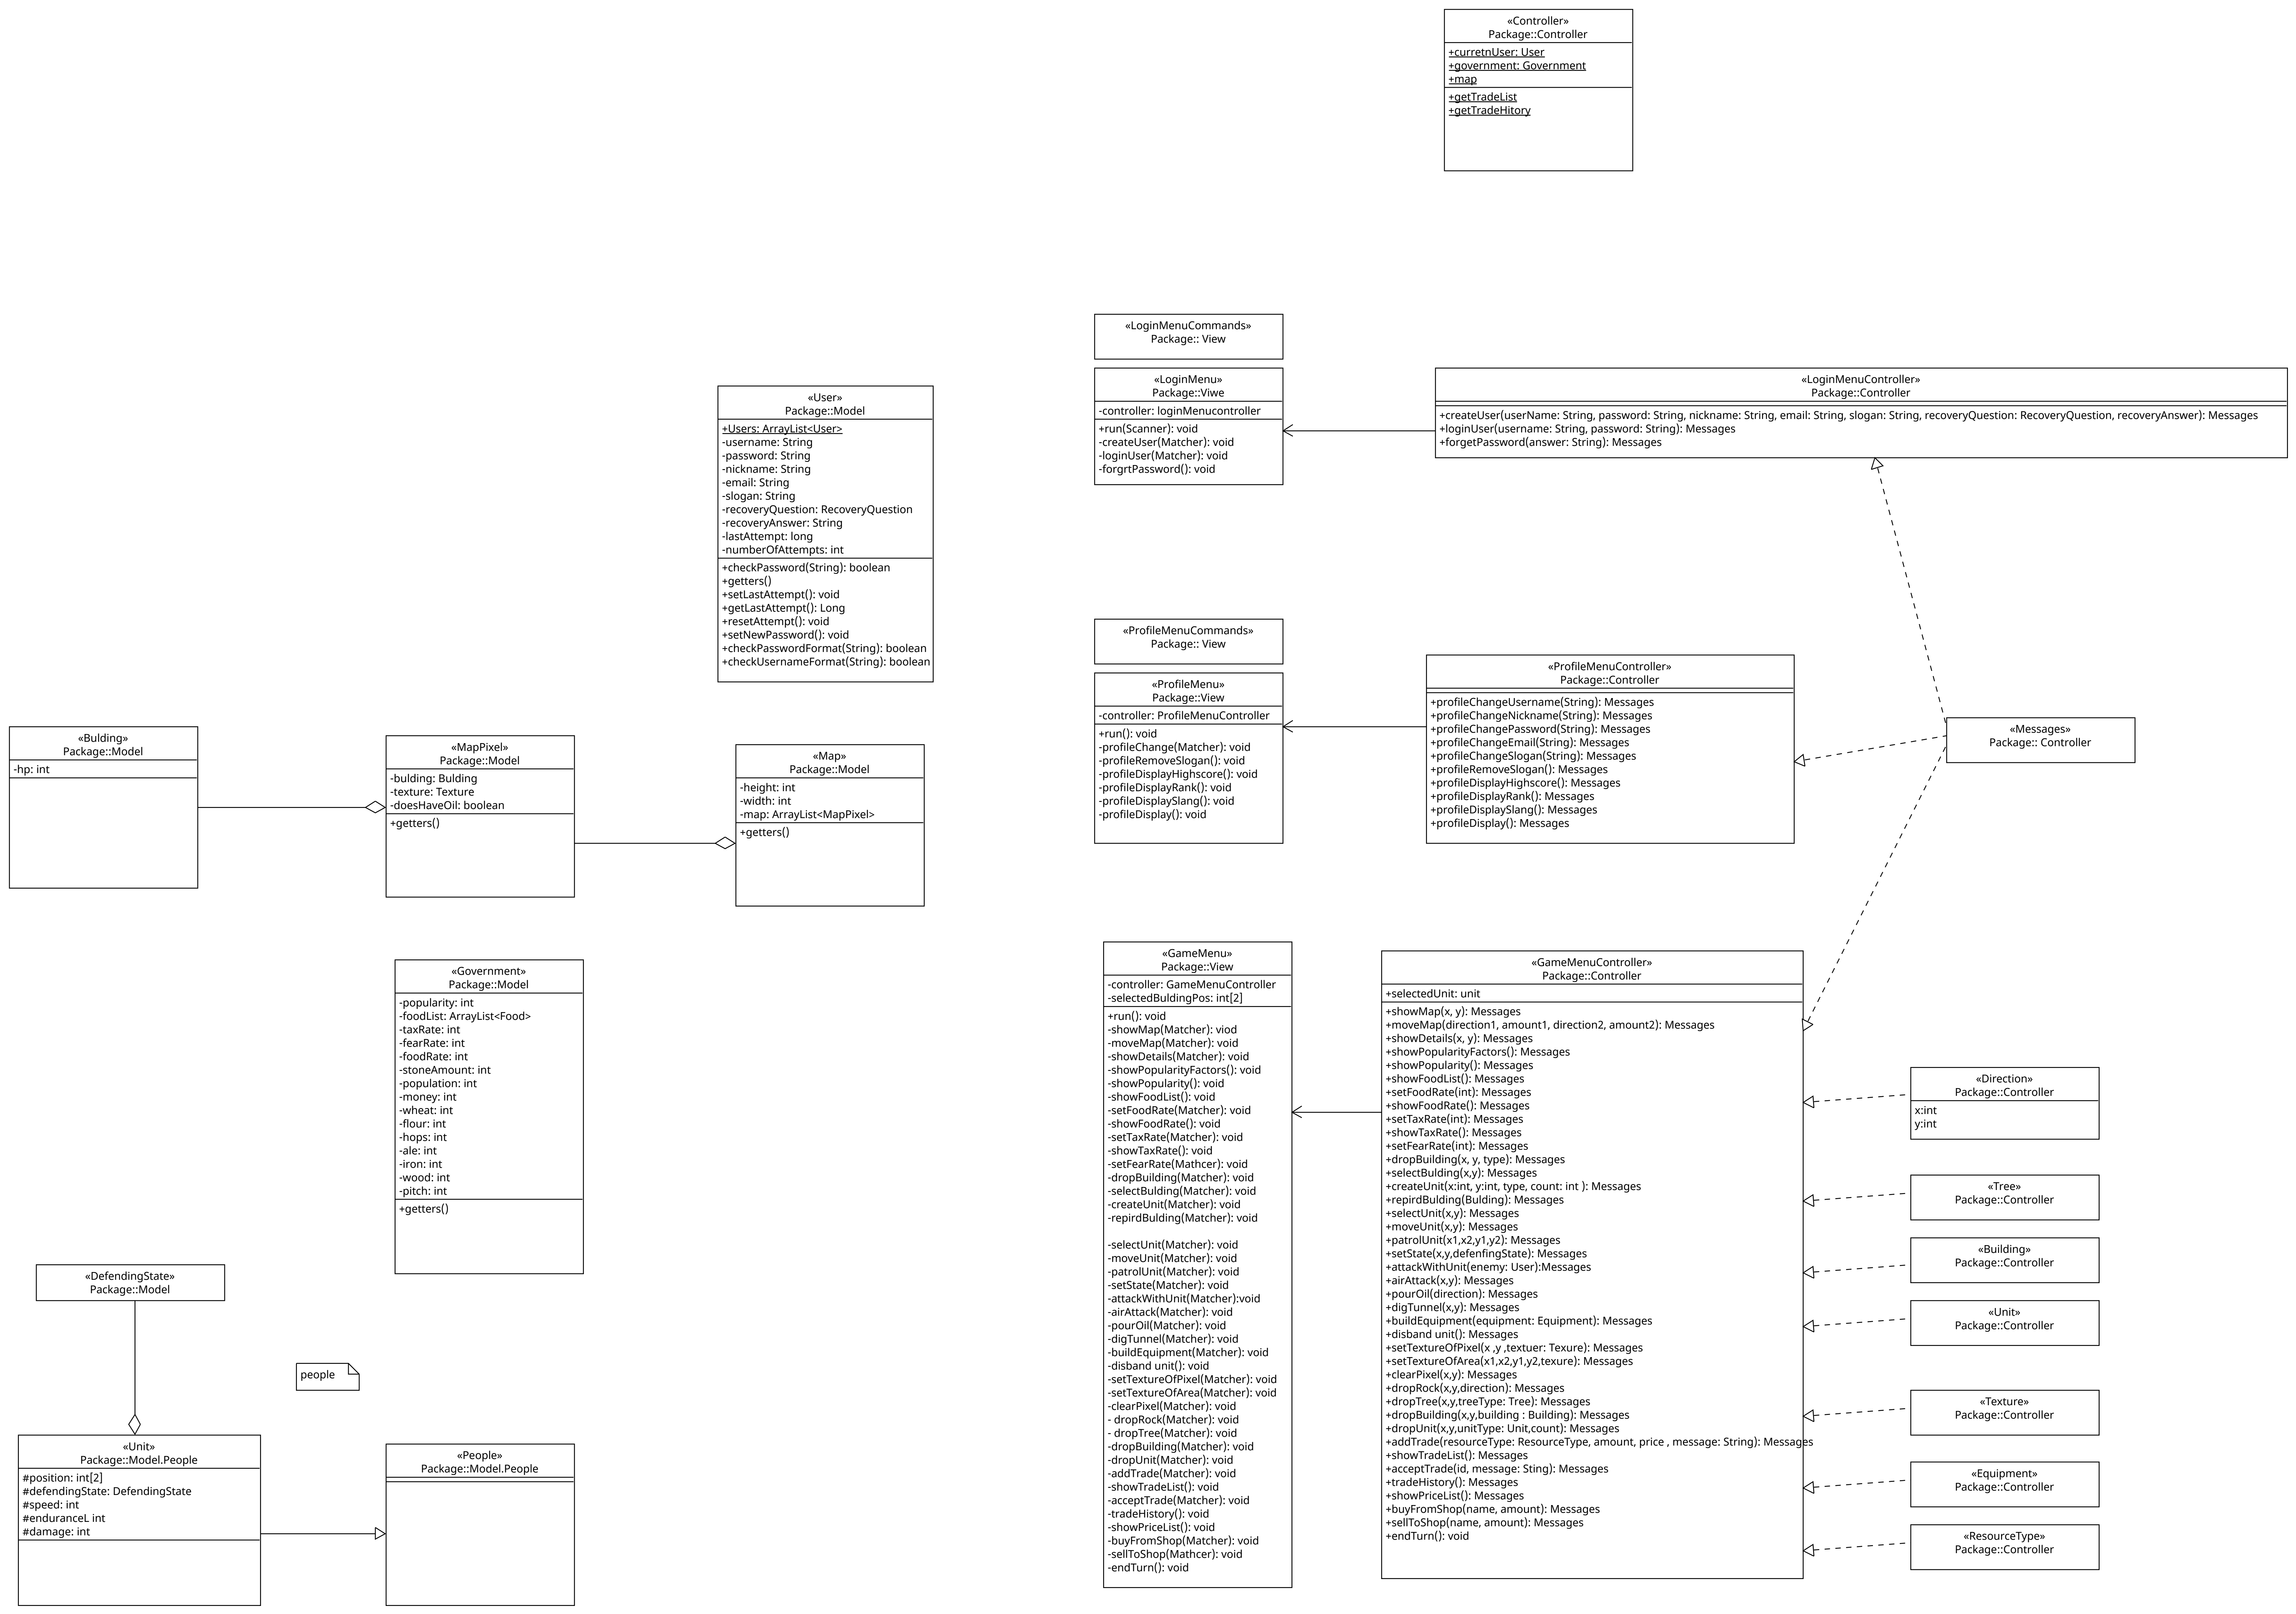 «Controller»
Package::Controller
+curretnUser: User
+government: Government
+map
+getTradeList
+getTradeHitory
«LoginMenuCommands»
Package:: View
«LoginMenu»
Package::Viwe
-controller: loginMenucontroller
+run(Scanner): void
-createUser(Matcher): void
-loginUser(Matcher): void
-forgrtPassword(): void
«LoginMenuController»
Package::Controller
+createUser(userName: String, password: String, nickname: String, email: String, slogan: String, recoveryQuestion: RecoveryQuestion, recoveryAnswer): Messages
+loginUser(username: String, password: String): Messages
+forgetPassword(answer: String): Messages
«User»
Package::Model
+Users: ArrayList<User>
-username: String
-password: String
-nickname: String
-email: String
-slogan: String
-recoveryQuestion: RecoveryQuestion
-recoveryAnswer: String
-lastAttempt: long
-numberOfAttempts: int
+checkPassword(String): boolean
+getters()
+setLastAttempt(): void
+getLastAttempt(): Long
+resetAttempt(): void
+setNewPassword(): void
+checkPasswordFormat(String): boolean
+checkUsernameFormat(String): boolean
«ProfileMenuCommands»
Package:: View
«ProfileMenu»
Package::View
-controller: ProfileMenuController
+run(): void
-profileChange(Matcher): void
-profileRemoveSlogan(): void
-profileDisplayHighscore(): void
-profileDisplayRank(): void
-profileDisplaySlang(): void
-profileDisplay(): void
«ProfileMenuController»
Package::Controller
+profileChangeUsername(String): Messages
+profileChangeNickname(String): Messages
+profileChangePassword(String): Messages
+profileChangeEmail(String): Messages
+profileChangeSlogan(String): Messages
+profileRemoveSlogan(): Messages
+profileDisplayHighscore(): Messages
+profileDisplayRank(): Messages
+profileDisplaySlang(): Messages
+profileDisplay(): Messages
«Messages»
Package:: Controller
«Bulding»
Package::Model
-hp: int
«MapPixel»
Package::Model
-bulding: Bulding
-texture: Texture
-doesHaveOil: boolean
+getters()
«Map»
Package::Model
-height: int
-width: int
-map: ArrayList<MapPixel>
+getters()
«Government»
Package::Model
-popularity: int
-foodList: ArrayList<Food>
-taxRate: int
-fearRate: int
-foodRate: int
-stoneAmount: int
-population: int
-money: int
-wheat: int
-flour: int
-hops: int
-ale: int
-iron: int
-wood: int
-pitch: int
+getters()
«GameMenu»
Package::View
-controller: GameMenuController
-selectedBuldingPos: int[2]
+run(): void
-showMap(Matcher): viod
-moveMap(Matcher): void
-showDetails(Matcher): void
-showPopularityFactors(): void
-showPopularity(): void
-showFoodList(): void
-setFoodRate(Matcher): void
-showFoodRate(): void
-setTaxRate(Matcher): void
-showTaxRate(): void
-setFearRate(Mathcer): void
-dropBuilding(Matcher): void
-selectBulding(Matcher): void
-createUnit(Matcher): void
-repirdBulding(Matcher): void
-selectUnit(Matcher): void
-moveUnit(Matcher): void
-patrolUnit(Matcher): void
-setState(Matcher): void
-attackWithUnit(Matcher):void
-airAttack(Matcher): void
-pourOil(Matcher): void
-digTunnel(Matcher): void
-buildEquipment(Matcher): void
-disband unit(): void
-setTextureOfPixel(Matcher): void
-setTextureOfArea(Matcher): void
-clearPixel(Matcher): void
- dropRock(Matcher): void
- dropTree(Matcher): void
-dropBuilding(Matcher): void
-dropUnit(Matcher): void
-addTrade(Matcher): void
-showTradeList(): void
-acceptTrade(Matcher): void
-tradeHistory(): void
-showPriceList(): void
-buyFromShop(Matcher): void
-sellToShop(Mathcer): void
-endTurn(): void
«GameMenuController»
Package::Controller
+selectedUnit: unit
+showMap(x, y): Messages
+moveMap(direction1, amount1, direction2, amount2): Messages
+showDetails(x, y): Messages
+showPopularityFactors(): Messages
+showPopularity(): Messages
+showFoodList(): Messages
+setFoodRate(int): Messages
+showFoodRate(): Messages
+setTaxRate(int): Messages
+showTaxRate(): Messages
+setFearRate(int): Messages
+dropBuilding(x, y, type): Messages
+selectBulding(x,y): Messages
+createUnit(x:int, y:int, type, count: int ): Messages
+repirdBulding(Bulding): Messages
+selectUnit(x,y): Messages
+moveUnit(x,y): Messages
+patrolUnit(x1,x2,y1,y2): Messages
+setState(x,y,defenfingState): Messages
+attackWithUnit(enemy: User):Messages
+airAttack(x,y): Messages
+pourOil(direction): Messages
+digTunnel(x,y): Messages
+buildEquipment(equipment: Equipment): Messages
+disband unit(): Messages
+setTextureOfPixel(x ,y ,textuer: Texure): Messages
+setTextureOfArea(x1,x2,y1,y2,texure): Messages
+clearPixel(x,y): Messages
+dropRock(x,y,direction): Messages
+dropTree(x,y,treeType: Tree): Messages
+dropBuilding(x,y,building : Building): Messages
+dropUnit(x,y,unitType: Unit,count): Messages
+addTrade(resourceType: ResourceType, amount, price , message: String): Messages
+showTradeList(): Messages
+acceptTrade(id, message: Sting): Messages
+tradeHistory(): Messages
+showPriceList(): Messages
+buyFromShop(name, amount): Messages
+sellToShop(name, amount): Messages
+endTurn(): void
«Direction»
Package::Controller
x:int
y:int
«Tree»
Package::Controller
«Building»
Package::Controller
«Unit»
Package::Controller
«Texture»
Package::Controller
«Equipment»
Package::Controller
«ResourceType»
Package::Controller
«DefendingState»
Package::Model
people
«Unit»
Package::Model.People
#position: int[2]
#defendingState: DefendingState
#speed: int
#enduranceL int
#damage: int
«People»
Package::Model.People